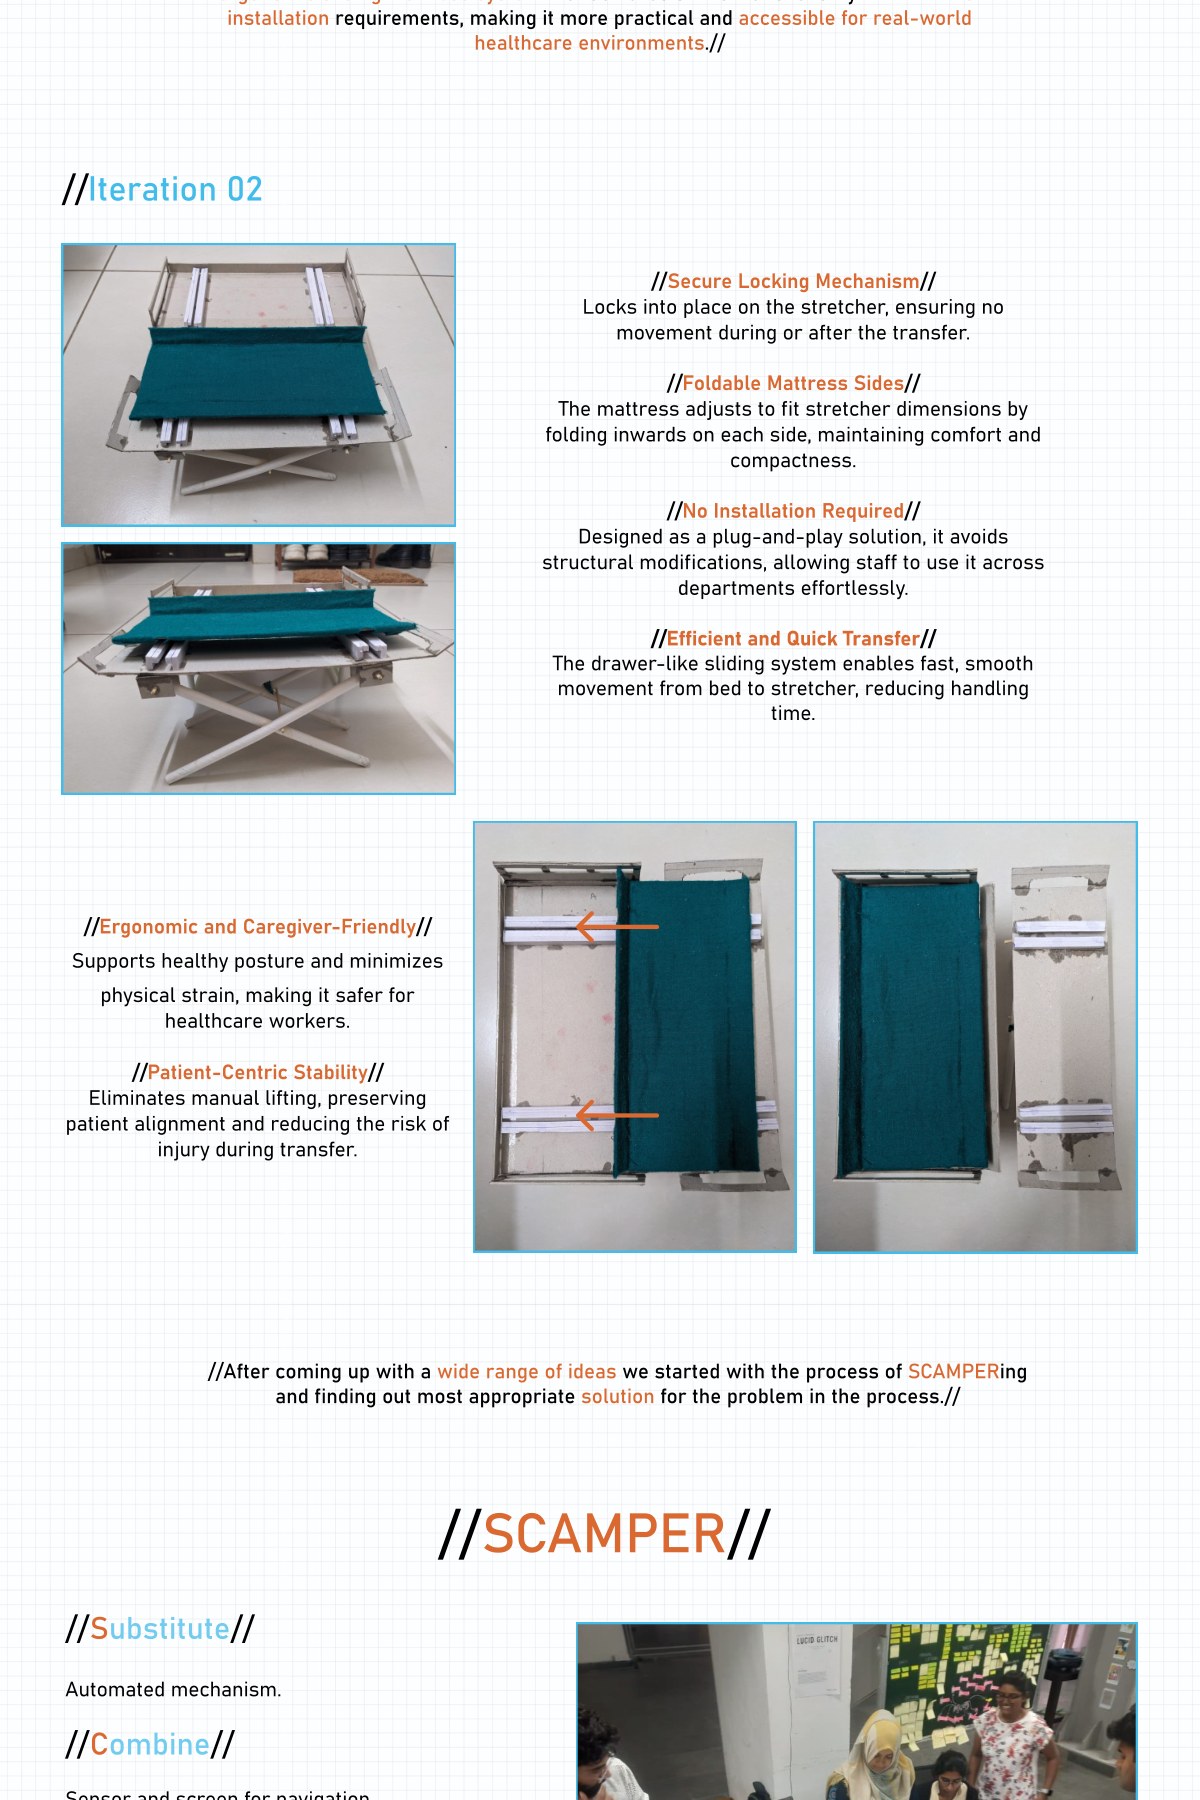 installation requirements, making it more practical and accessible for real-world
healthcare environments.//
//Iteration 02
//Secure Locking Mechanism//
Locks into place on the stretcher, ensuring no
movement during or after the transfer.
//Foldable Mattress Sides//
The mattress adjusts to fit stretcher dimensions by
folding inwards on each side, maintaining comfort and
compactness.
//No Installation Required//
Designed as a plug-and-play solution, it avoids
structural modifications, allowing staff to use it across
departments effortlessly.
//Efficient and Quick Transfer//
The drawer-like sliding system enables fast, smooth
movement from bed to stretcher, reducing handling
time.
//Ergonomic and Caregiver-Friendly//
Supports healthy posture and minimizes
physical strain, making it safer for
healthcare workers.
//Patient-Centric Stability//
Eliminates manual lifting, preserving
patient alignment and reducing the risk of
injury during transfer.
//After coming up with a wide range of ideas we started with the process of SCAMPERing
and finding out most appropriate solution for the problem in the process.//
//SCAMPER//
//Substitute//
Automated mechanism.
//Combine//
Sensor and screen for navigation
LUCID GLITCH